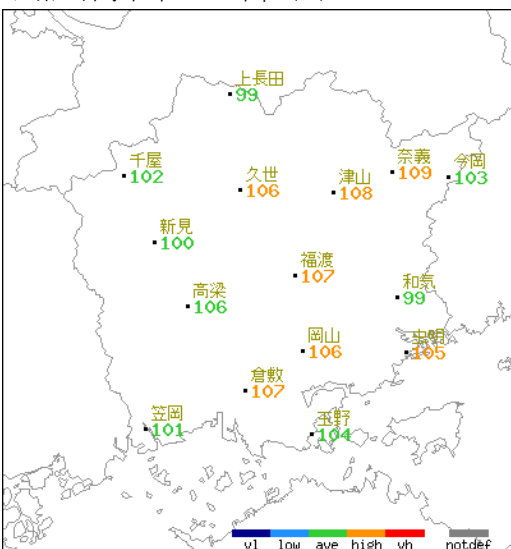 上長田
99
千屋
102
久世
106
津山
108
奈義
109
今岡
103
新見
100
福渡
107
高梁
106
和気
99
岡山
106
虫明
105
倉敷
107
笠岡
101
玉野
104
vl low ave high vh notdef